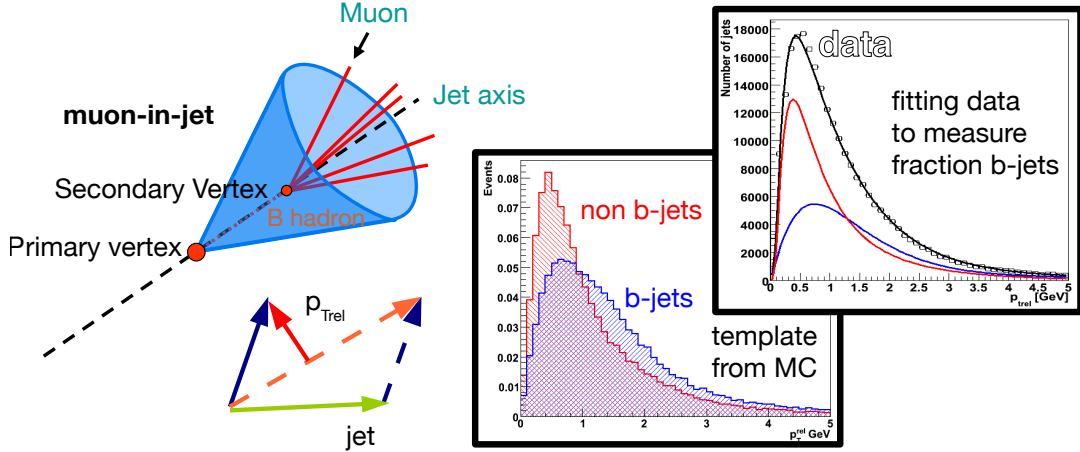 Muon
Jet axis
muon-in-jet
Secondary Vertex
B hadron
Primary vertex
p_Trel
jet
Events
0.08
0.07
0.06
0.05
0.04
0.03
0.02
0.01
0
0 1 2 3 4 5
p_T^rel GeV
non b-jets
b-jets
template
from MC
Number of jets
18000
16000
14000
12000
10000
8000
6000
4000
2000
0
0 0.5 1 1.5 2 2.5 3 3.5 4 4.5 5
p_trel [GeV]
data
fitting data
to measure
fraction b-jets